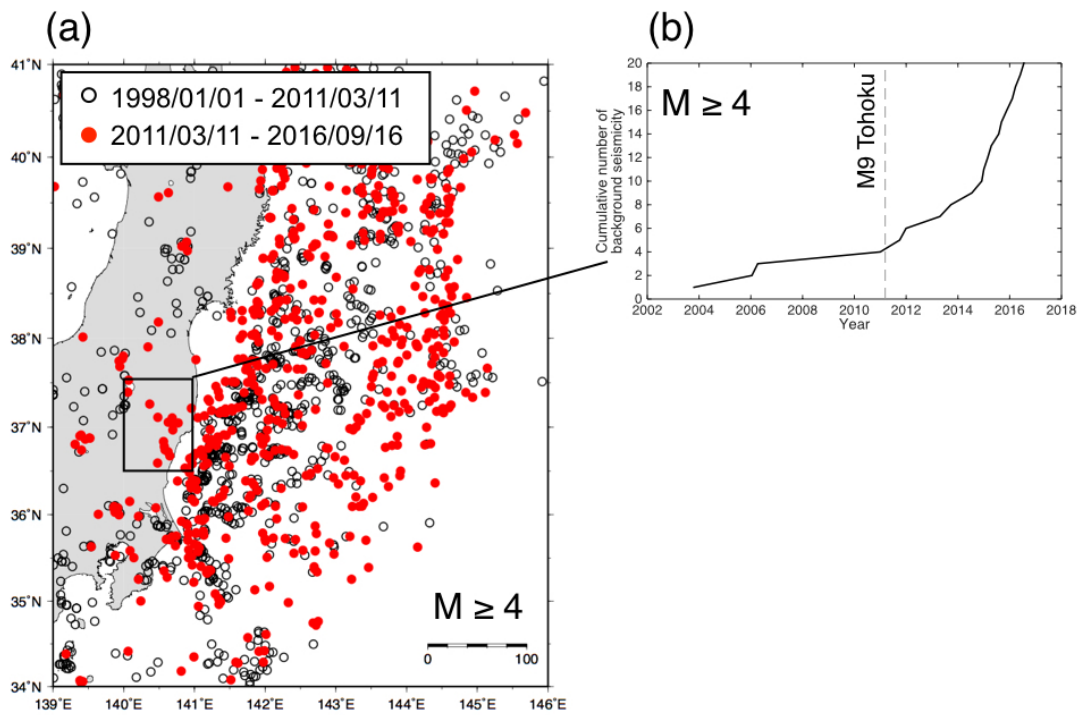 (a)
41°N
40°N
39°N
38°N
37°N
36°N
35°N
34°N
139°E 140°E 141°E 142°E 143°E 144°E 145°E 146°E
1998/01/01 - 2011/03/11
2011/03/11 - 2016/09/16
M ≥ 4
0 100
(b)
Cumulative number of
background seismicity
20
18
16
14
12
10
8
6
4
2
0
M ≥ 4
M9 Tohoku
2002 2004 2006 2008 2010 2012 2014 2016 2018
Year